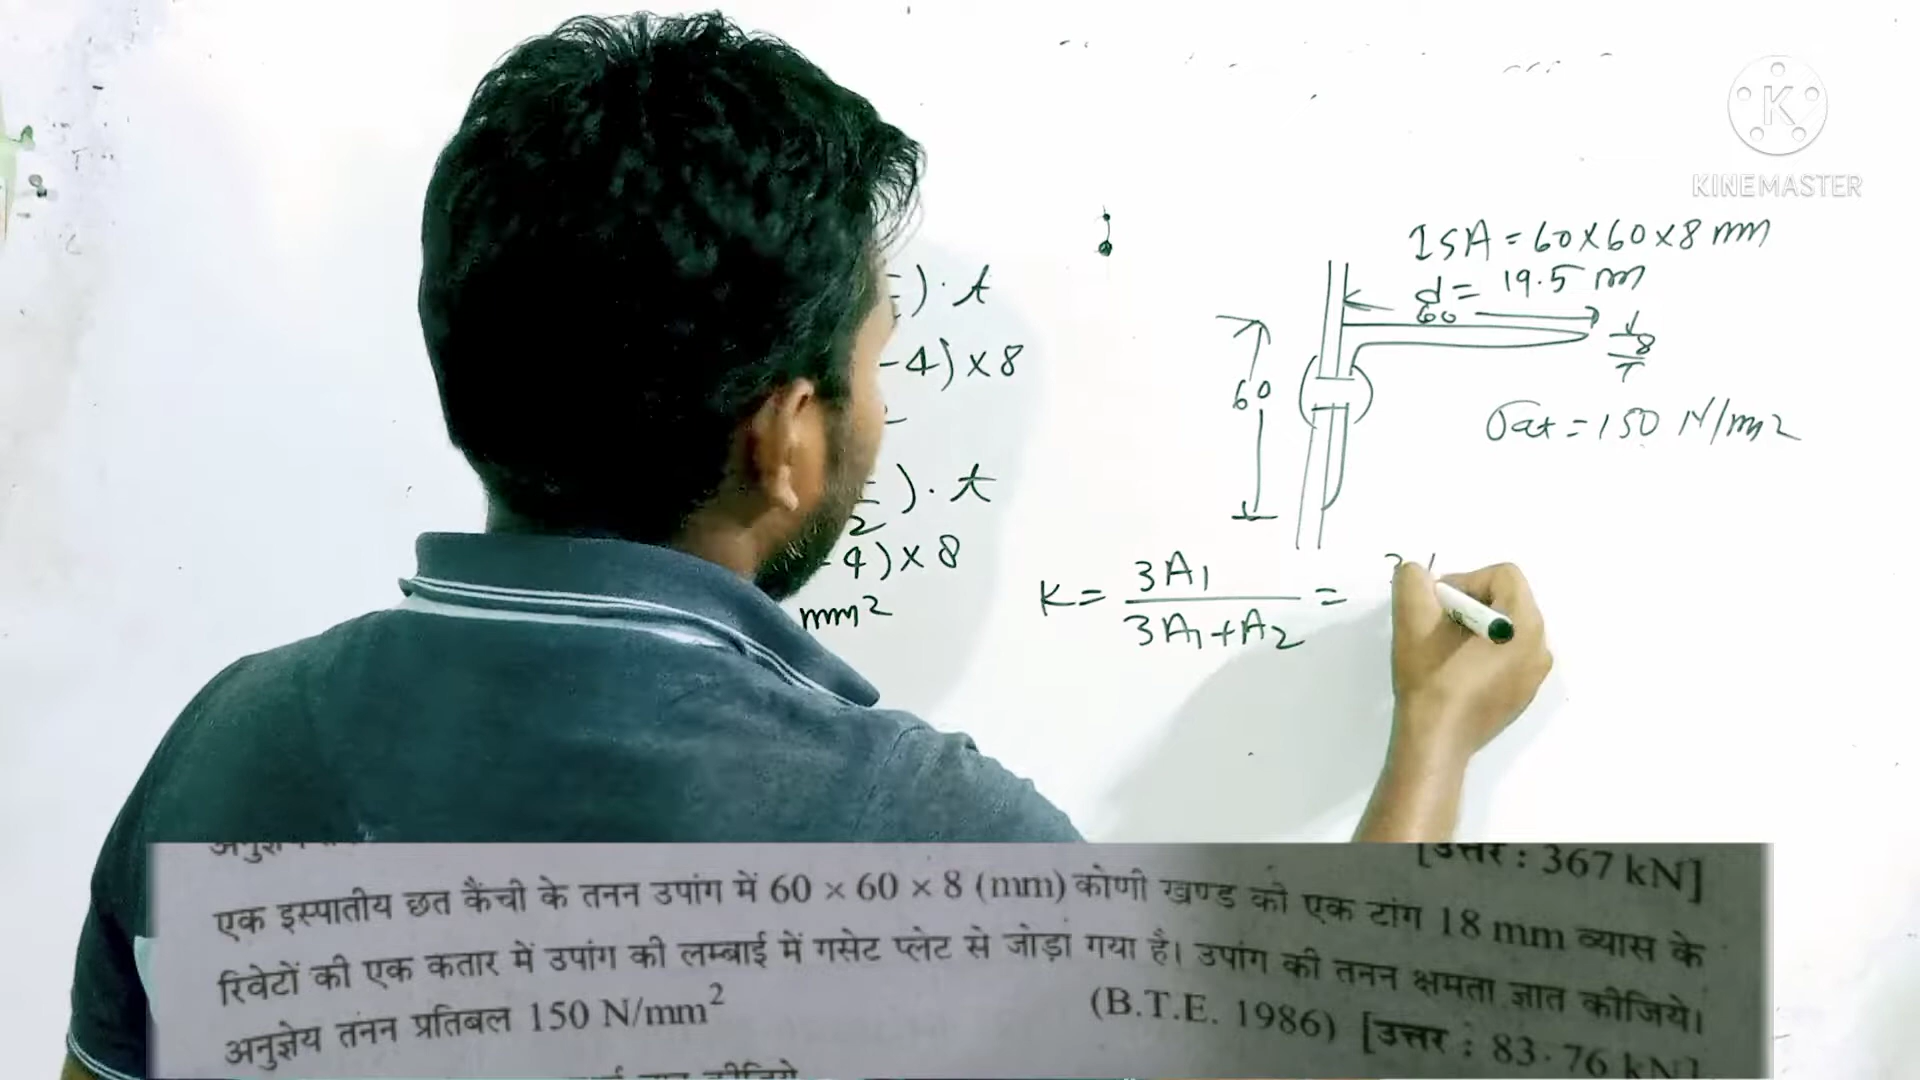 KINEMASTER
ISA = 60×60×8 mm
d = 19.5 m
60
8
60
σat = 150 N/mm2
) . t
-4) × 8
2 ) . t
4) × 8
mm2
K = 3A1 / 3A1+A2 =
[उत्तर : 367 kN]
एक इस्पातीय छत कैंची के तनन उपांग में 60 × 60 × 8 (mm) कोणी खण्ड की एक टांग 18 mm व्यास के
रिवेटों की एक कतार में उपांग की लम्बाई में गसेट प्लेट से जोड़ा गया है। उपांग की तनन क्षमता ज्ञात कीजिये।
अनुज्ञेय तनन प्रतिबल 150 N/mm2
(B.T.E. 1986) [उत्तर : 83·76 kN]